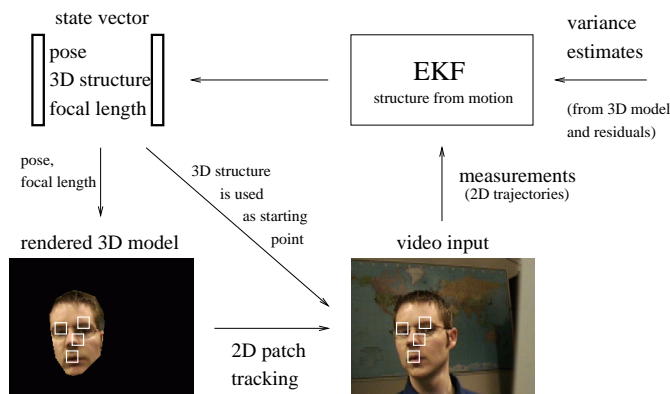 state vector
pose
3D structure
focal length
EKF
structure from motion
variance
estimates
(from 3D model
and residuals)
pose,
focal length
3D structure
is used
as starting
point
measurements
(2D trajectories)
rendered 3D model
video input
2D patch
tracking